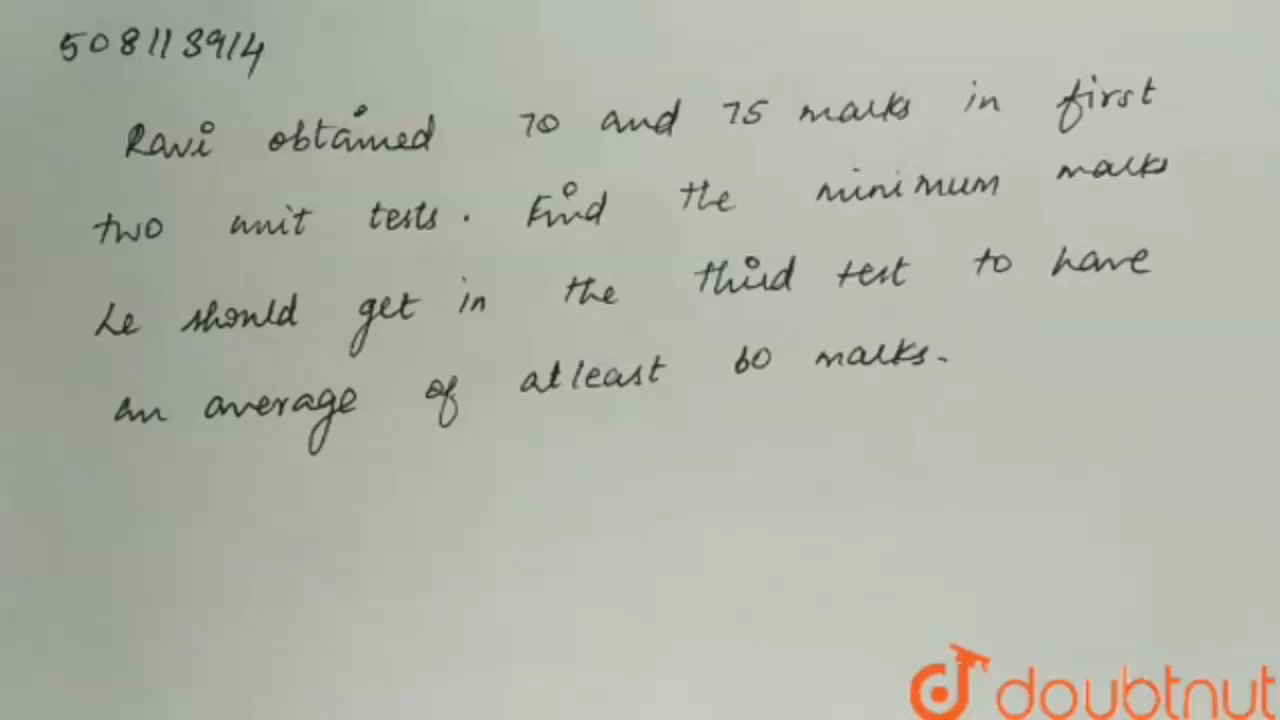 508113914
Ravi obtained 70 and 75 marks in first
two unit tests. Find the minimum marks
he should get in the third test to have
an average of atleast 60 marks.
doubtnut